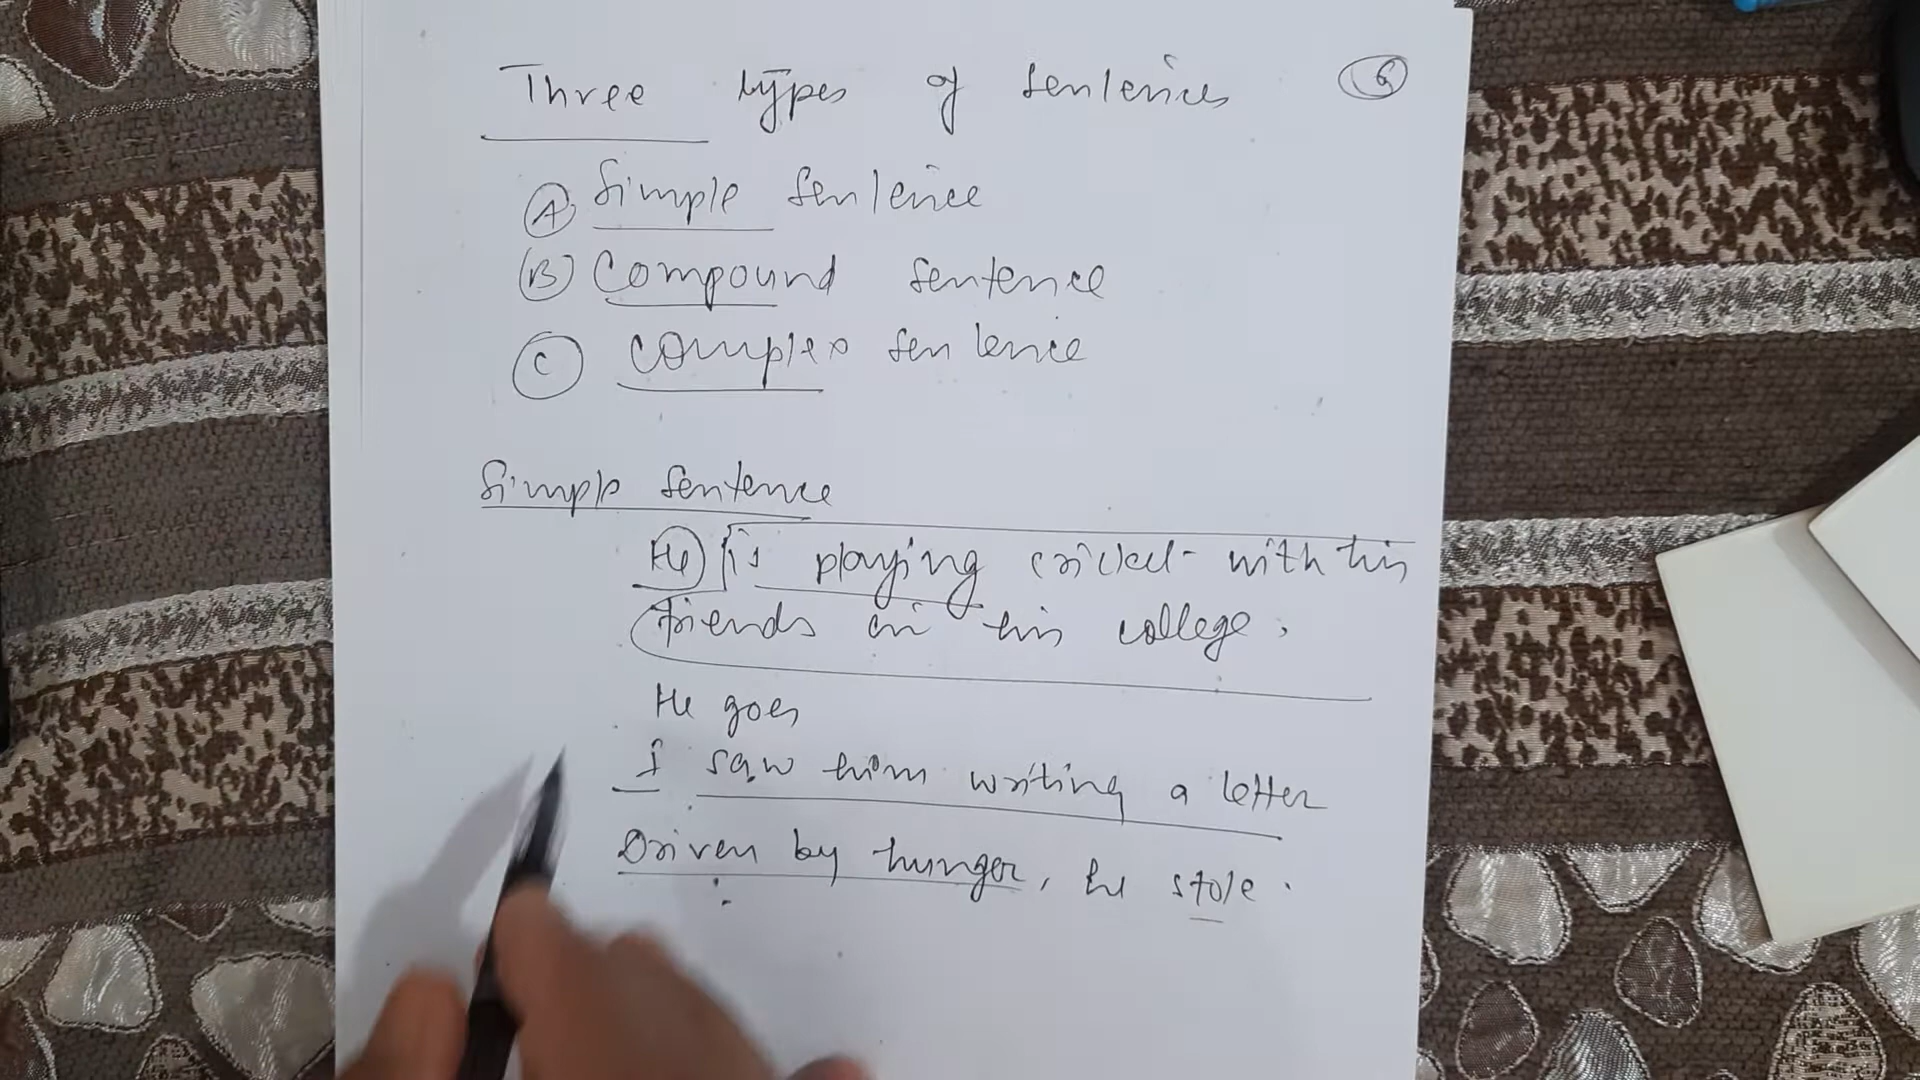 Three types of sentences 6
A Simple Sentence
(B) Compound sentence
C complex sentence
Simple sentence
He is playing cricket with his
friends in his college.
He goes
I saw him writing a letter
Driven by hunger, he stole.